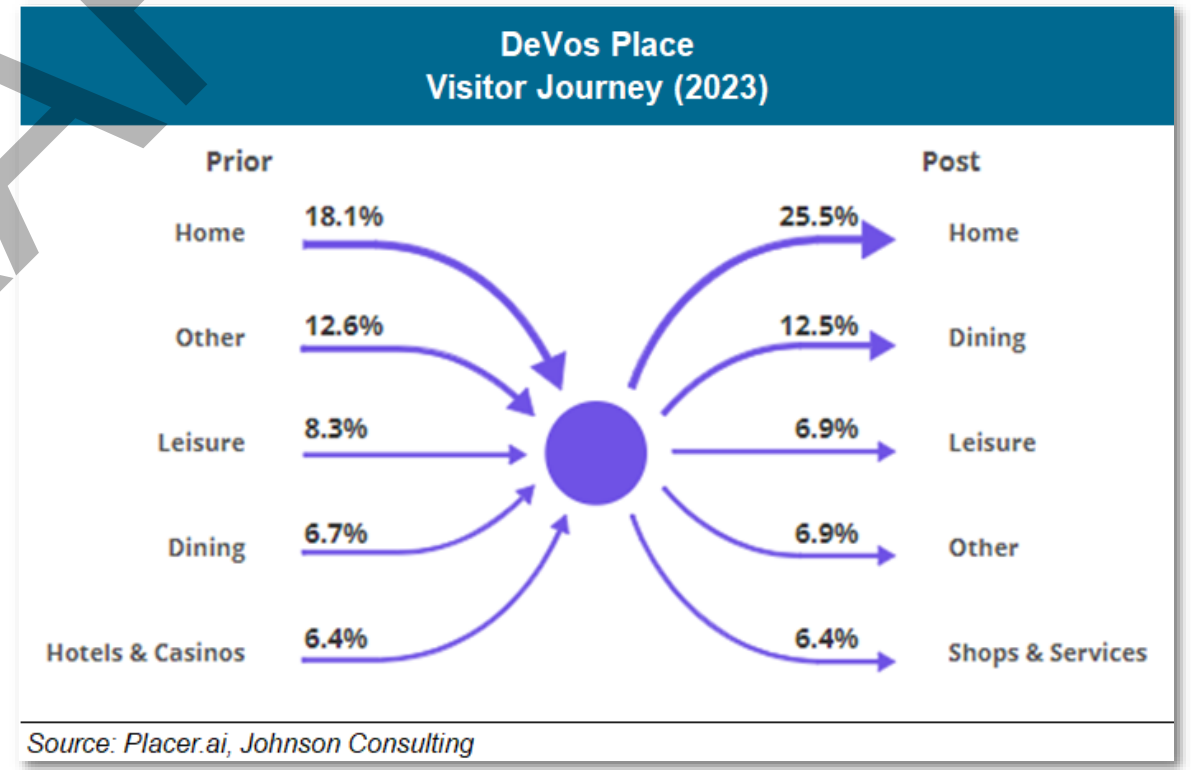 DeVos Place
Visitor Journey (2023)
Prior
Post
Home
18.1%
25.5%
Home
Other
12.6%
12.5%
Dining
Leisure
8.3%
6.9%
Leisure
Dining
6.7%
6.9%
Other
Hotels & Casinos
6.4%
6.4%
Shops & Services
Source: Placer.ai, Johnson Consulting